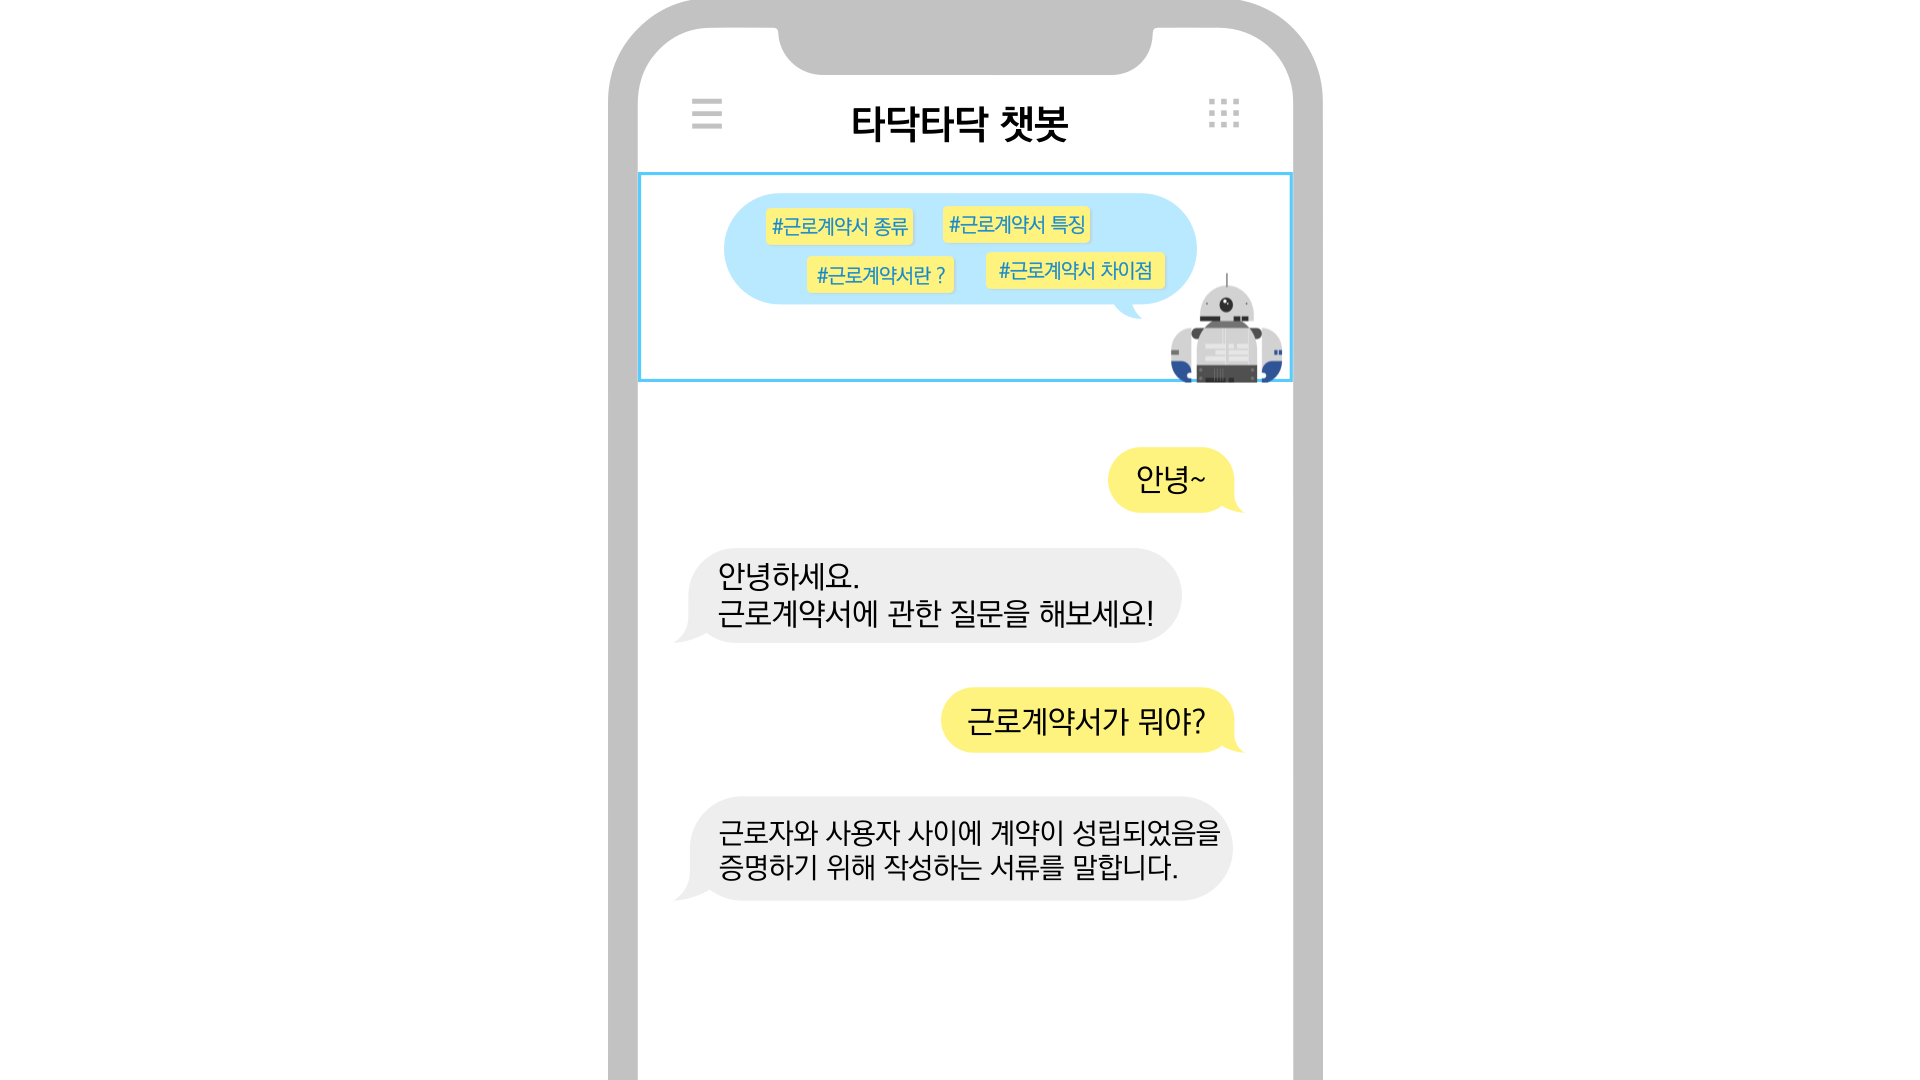 타닥타닥 챗봇
#근로계약서 종류
#근로계약서 특징
#근로계약서란 ?
#근로계약서 차이점
안녕~
안녕하세요.
근로계약서에 관한 질문을 해보세요!
근로계약서가 뭐야?
근로자와 사용자 사이에 계약이 성립되었음을
증명하기 위해 작성하는 서류를 말합니다.